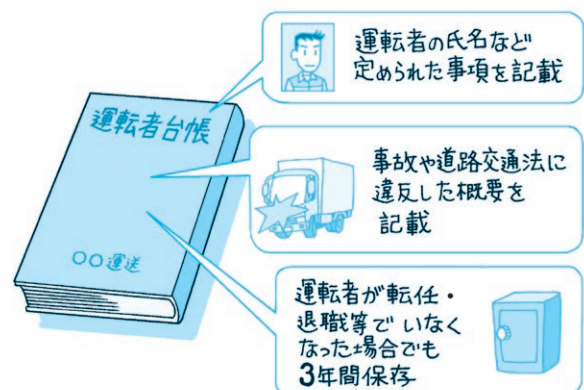 運転者台帳
〇〇運送
運転者の氏名など
定められた事項を記載
事故や道路交通法に
違反した概要を
記載
運転者が転任・
退職等でいなく
なった場合でも
3年間保存